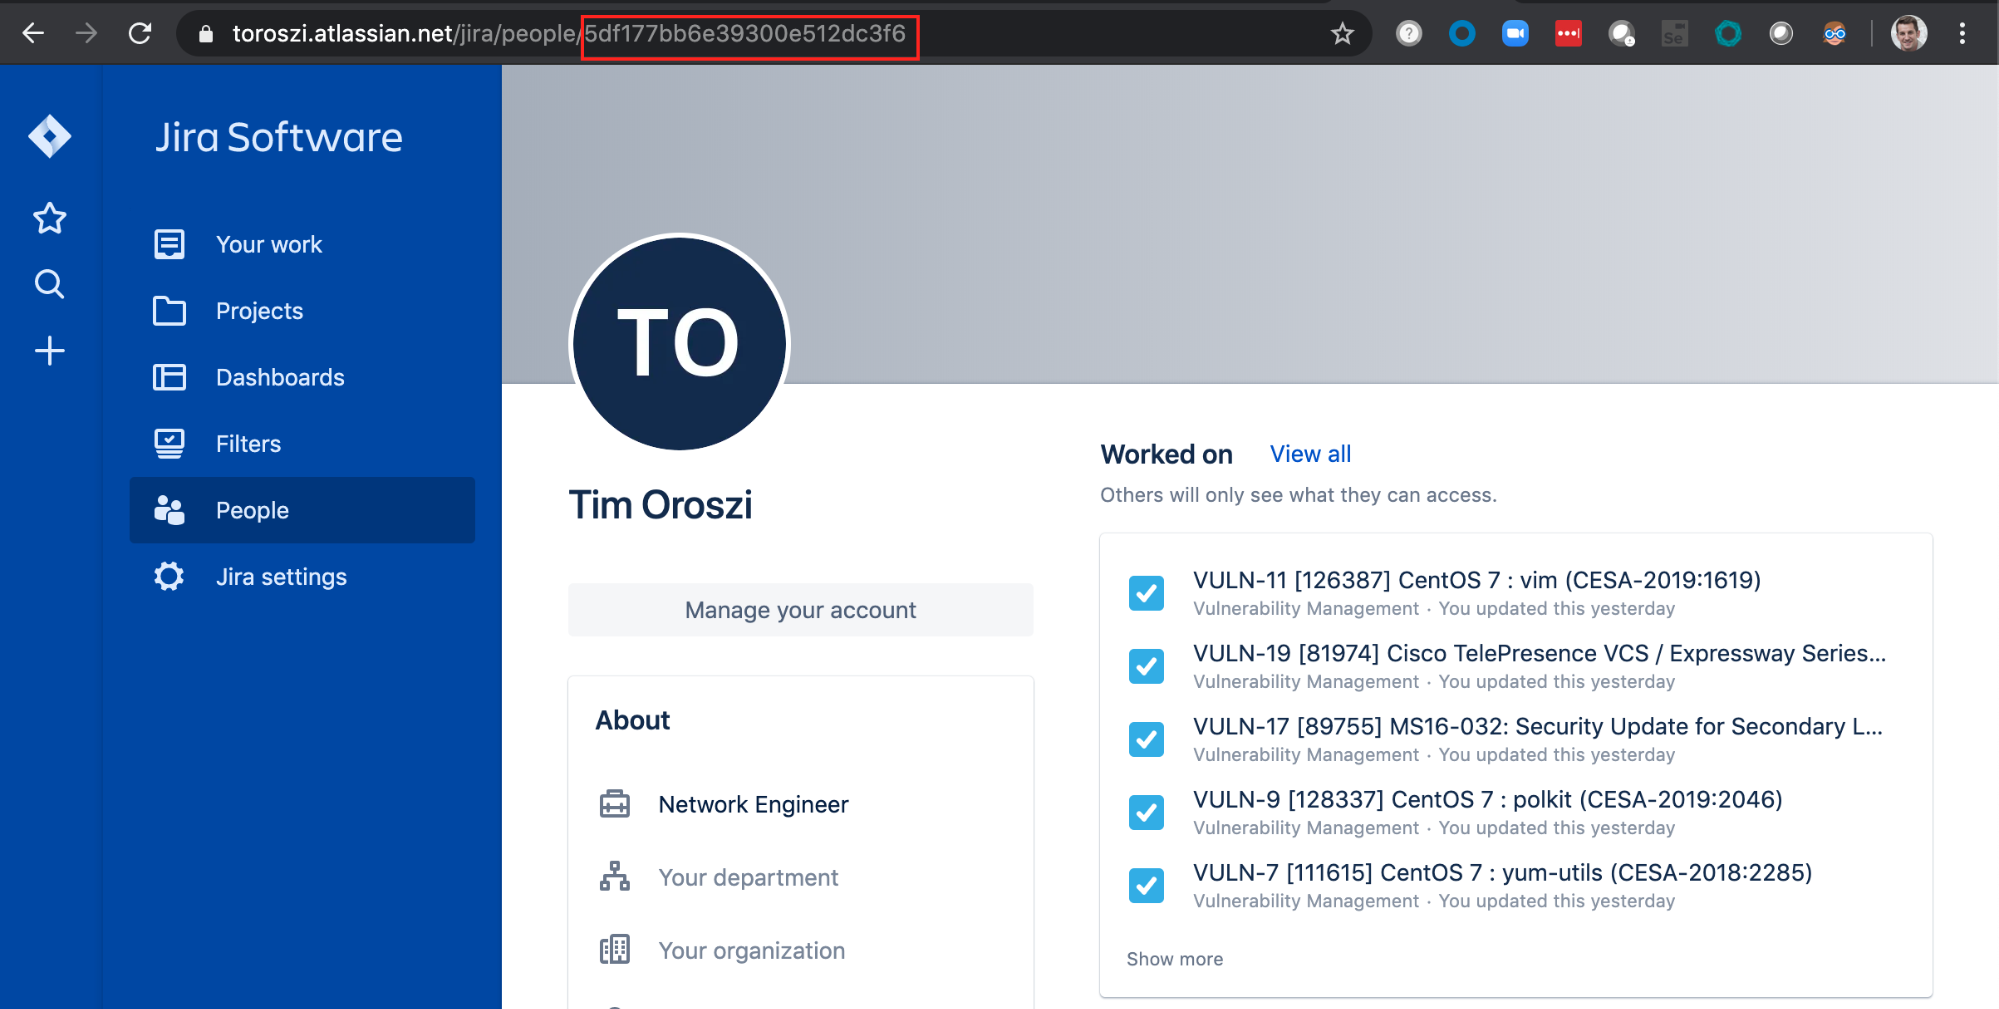 toroszi.atlassian.net/jira/people/5df177bb6e39300e512dc3f6
Se
Jira Software
Your work
Projects
Dashboards
Filters
People
Jira settings
TO
Tim Oroszi
Manage your account
About
Network Engineer
Your department
Your organization
Worked on View all
Others will only see what they can access.
VULN-11 [126387] CentOS 7 : vim (CESA-2019:1619)
Vulnerability Management · You updated this yesterday
VULN-19 [81974] Cisco TelePresence VCS / Expressway Series...
Vulnerability Management · You updated this yesterday
VULN-17 [89755] MS16-032: Security Update for Secondary L...
Vulnerability Management · You updated this yesterday
VULN-9 [128337] CentOS 7 : polkit (CESA-2019:2046)
Vulnerability Management · You updated this yesterday
VULN-7 [111615] CentOS 7 : yum-utils (CESA-2018:2285)
Vulnerability Management · You updated this yesterday
Show more